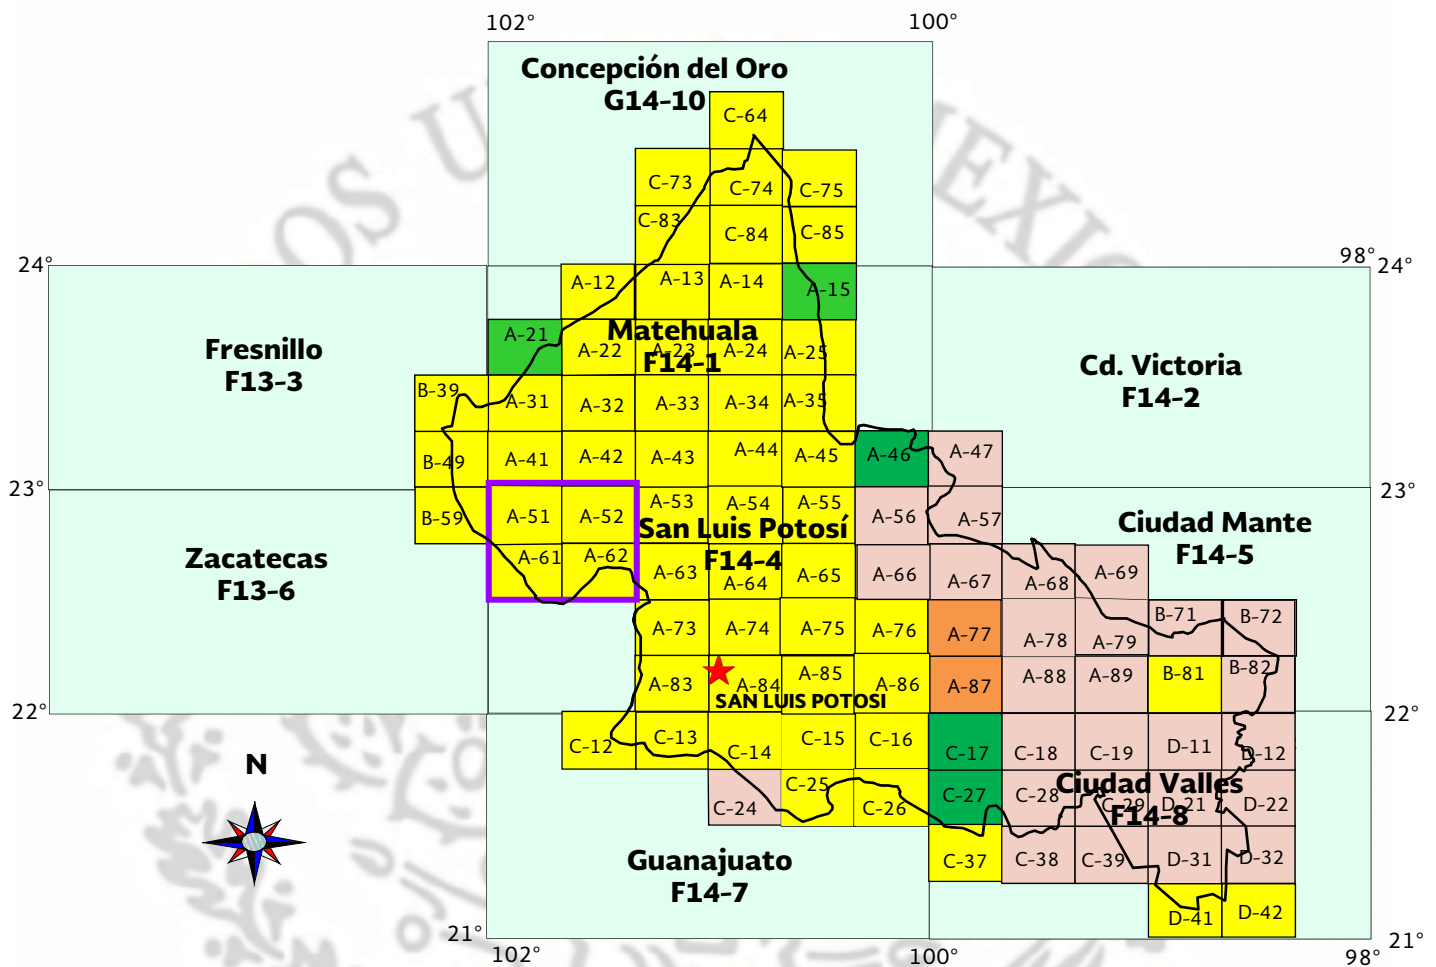 102°
100°
Concepción del Oro
G14-10
C-64
C-73
C-74
C-75
C-83
C-84
C-85
24°
98°
24°
A-12
A-13
A-14
A-15
A-21
Matehuala
F14-1
A-22
A-23
A-24
A-25
Fresnillo
F13-3
Cd. Victoria
F14-2
B-39
A-31
A-32
A-33
A-34
A-35
B-49
A-41
A-42
A-43
A-44
A-45
A-46
A-47
23°
23°
B-59
A-51
A-52
A-53
A-54
A-55
A-56
A-57
San Luis Potosí
F14-4
Ciudad Mante
F14-5
Zacatecas
F13-6
A-61
A-62
A-63
A-64
A-65
A-66
A-67
A-68
A-69
A-73
A-74
A-75
A-76
A-77
A-78
A-79
B-71
B-72
A-83
A-84
A-85
A-86
A-87
A-88
A-89
B-81
B-82
SAN LUIS POTOSI
22°
22°
C-12
C-13
C-14
C-15
C-16
C-17
C-18
C-19
D-11
D-12
N
Ciudad Valles
F14-8
C-24
C-25
C-26
C-27
C-28
C-29
D-21
D-22
Guanajuato
F14-7
C-37
C-38
C-39
D-31
D-32
D-41
D-42
21°
21°
102°
100°
98°
OS U
MEXIC